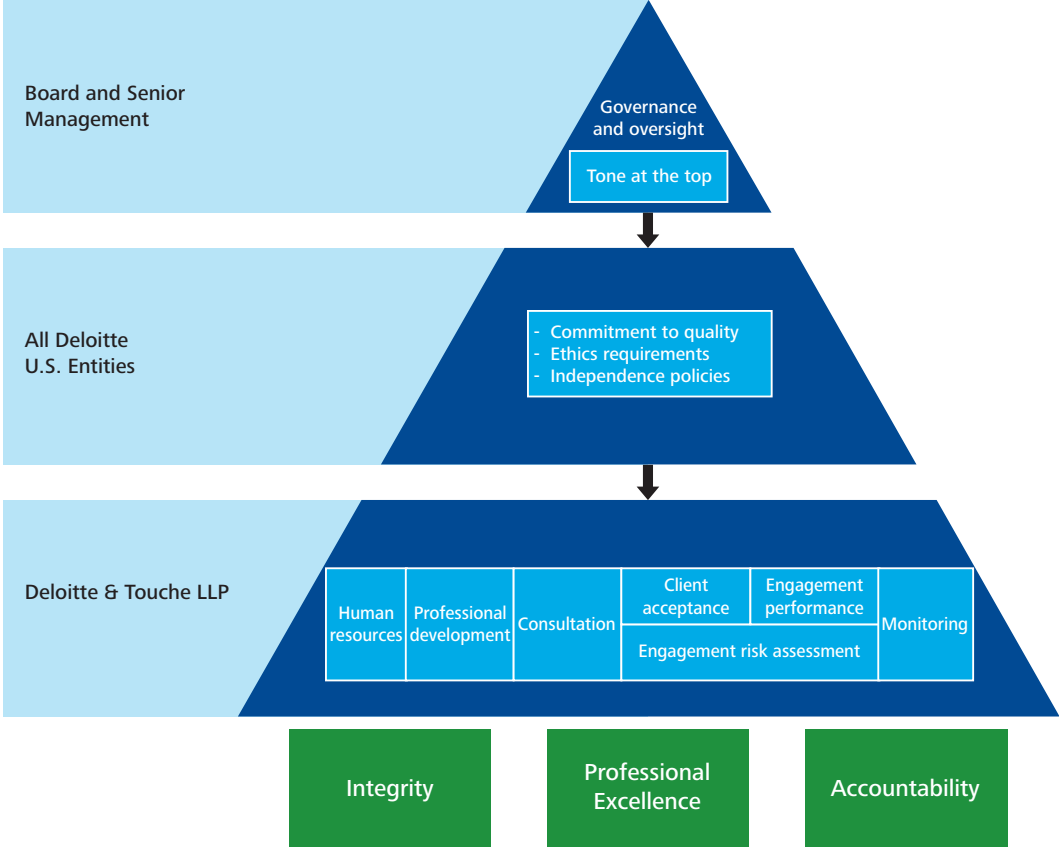 Board and Senior
Management
Governance
and oversight
Tone at the top
All Deloitte
U.S. Entities
- Commitment to quality
- Ethics requirements
- Independence policies
Deloitte & Touche LLP
Human
resources
Professional
development
Consultation
Client
acceptance
Engagement
performance
Engagement risk assessment
Monitoring
Integrity
Professional
Excellence
Accountability